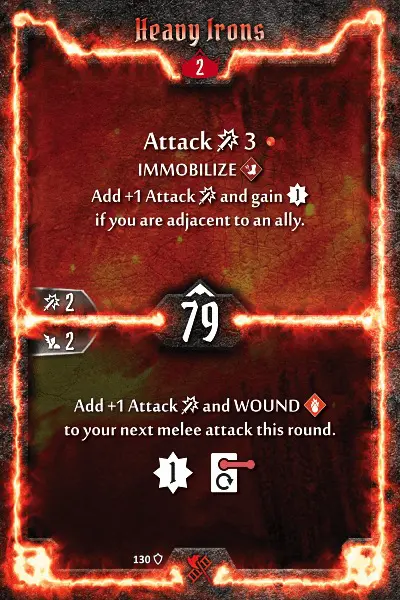 Heavy Irons
2
Attack 3
IMMOBILIZE
Add +1 Attack and gain 1
if you are adjacent to an ally.
2
79
2
Add +1 Attack and WOUND
to your next melee attack this round.
1
130